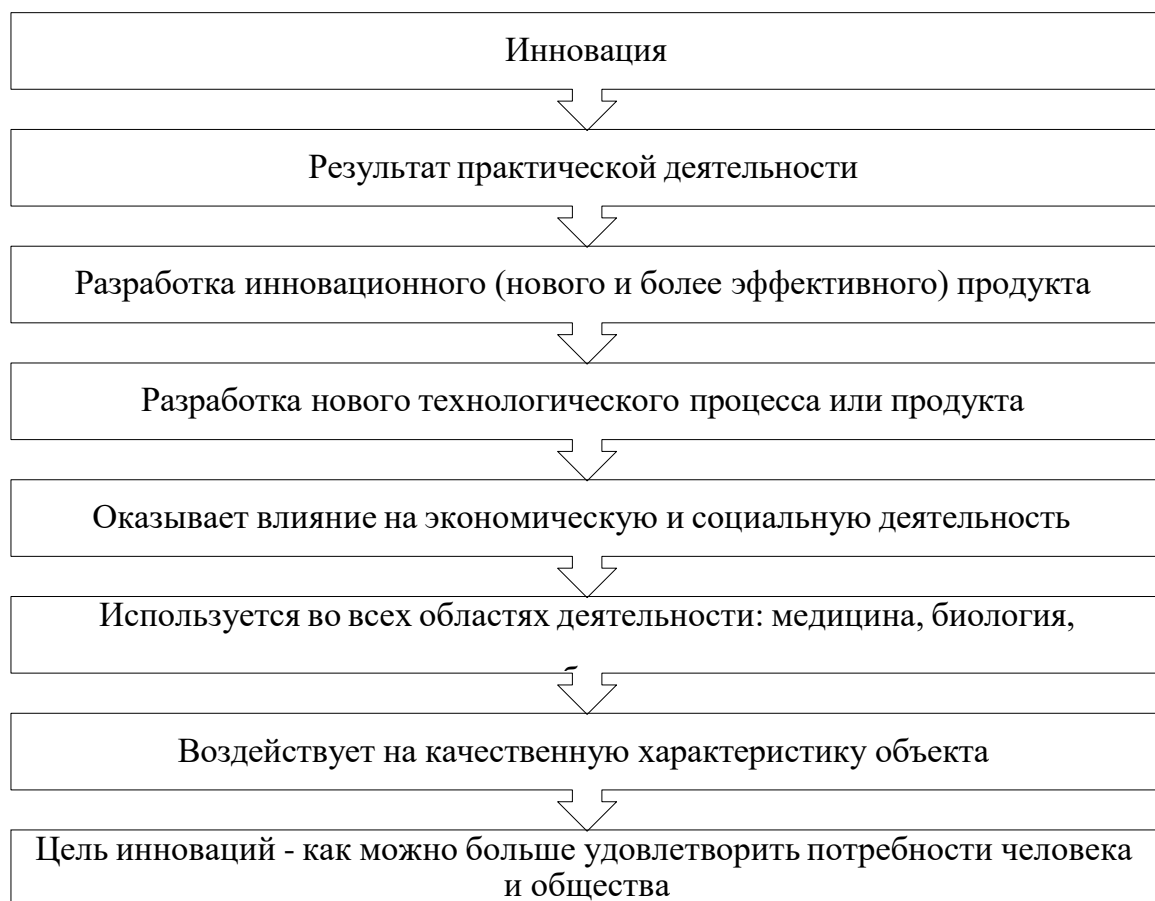 Инновация
Результат практической деятельности
Разработка инновационного (нового и более эффективного) продукта
Разработка нового технологического процесса или продукта
Оказывает влияние на экономическую и социальную деятельность
Используется во всех областях деятельности: медицина, биология,
Воздействует на качественную характеристику объекта
Цель инноваций - как можно больше удовлетворить потребности человека
и общества